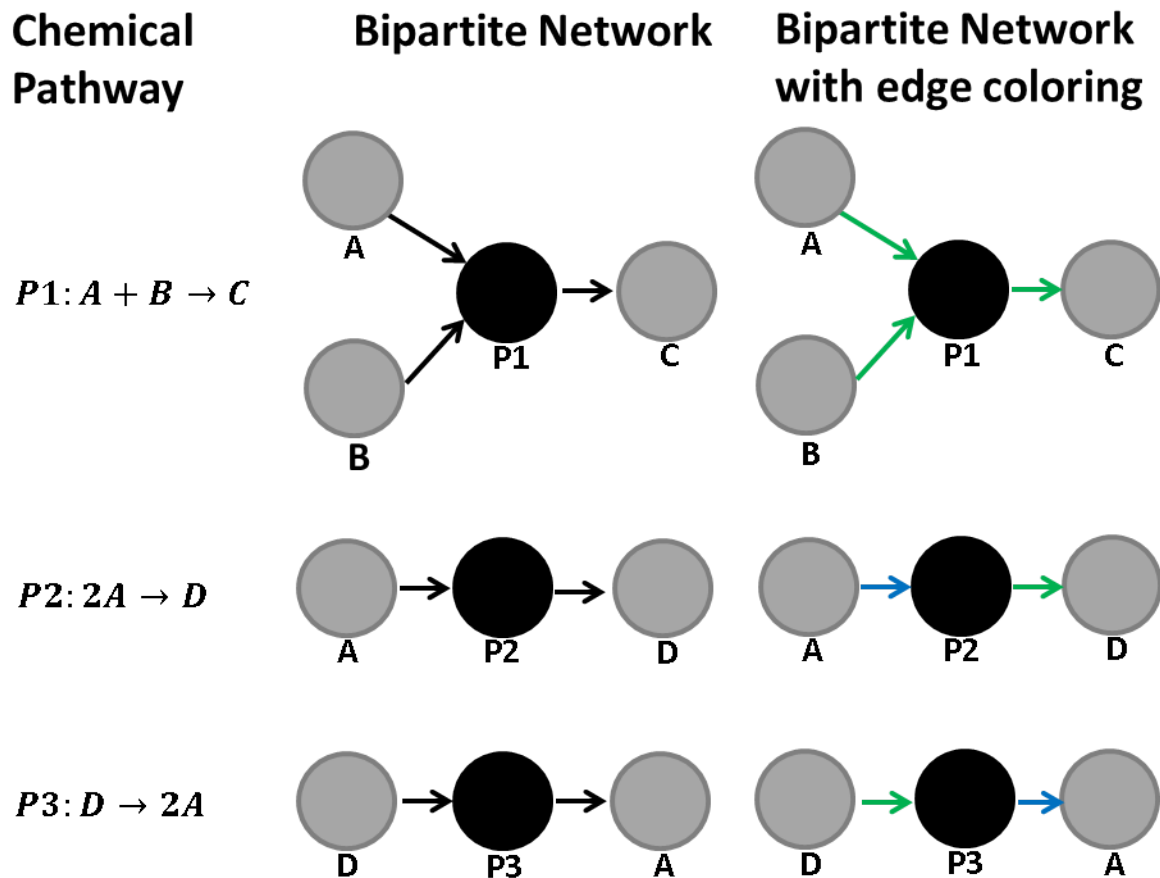 Chemical
Pathway
Bipartite Network
Bipartite Network
with edge coloring
A
A
P1: A + B → C
P1
C
P1
C
B
B
P2: 2A → D
A
P2
D
A
P2
D
P3: D → 2A
D
P3
A
D
P3
A